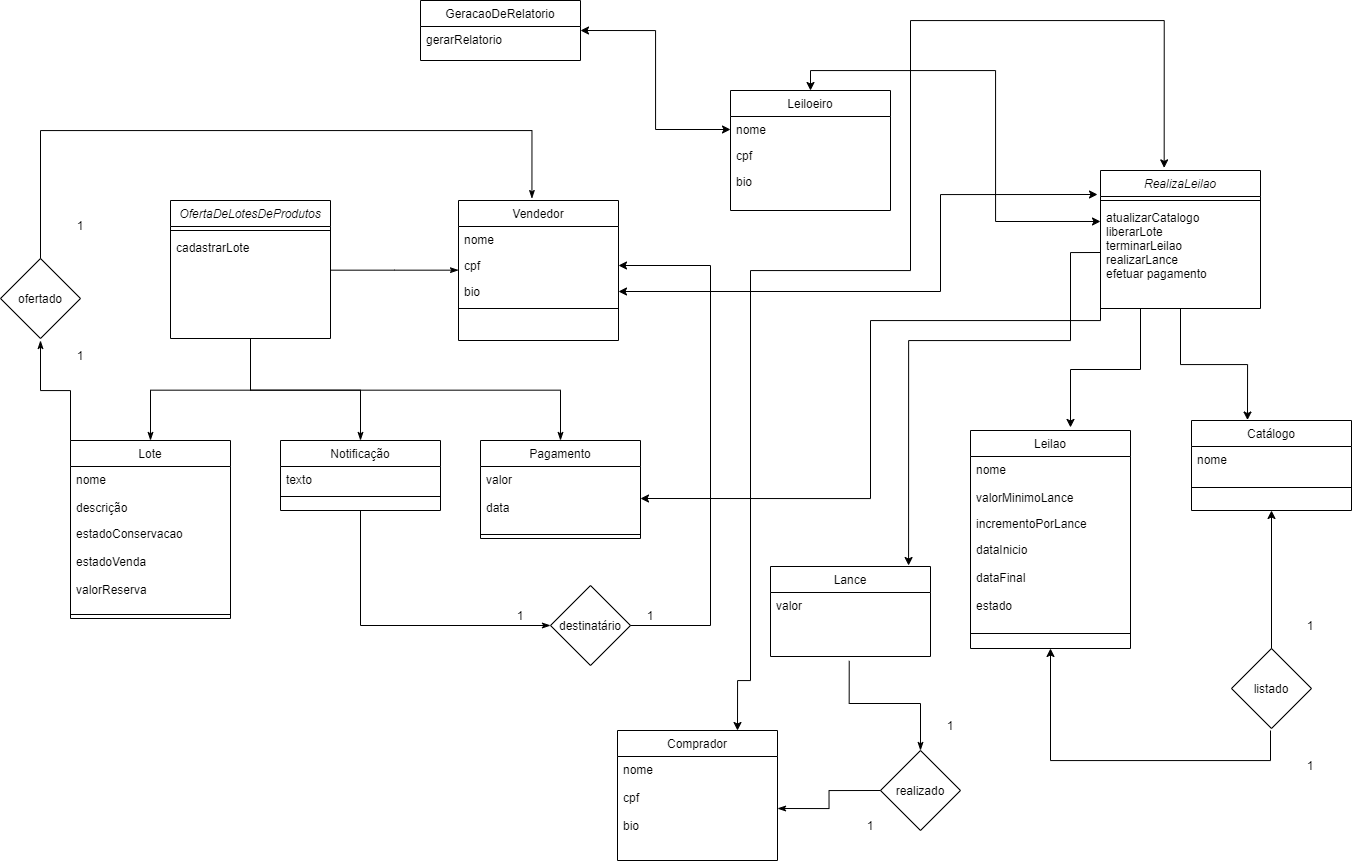 GeracaoDeRelatorio
gerarRelatorio
Leiloeiro
nome
cpf
bio
RealizaLeilao
atualizarCatalogo
liberarLote
terminarLeilao
realizarLance
efetuar pagamento
OfertaDeLotesDeProdutos
cadastrarLote
Vendedor
nome
cpf
bio
1
ofertado
1
Lote
nome
descrição
estadoConservacao
estadoVenda
valorReserva
Notificação
texto
Pagamento
valor
data
1
destinatário
1
Lance
valor
Leilao
nome
valorMinimoLance
incrementoPorLance
dataInicio
dataFinal
estado
Catálogo
nome
1
listado
1
Comprador
nome
cpf
bio
1
realizado
1